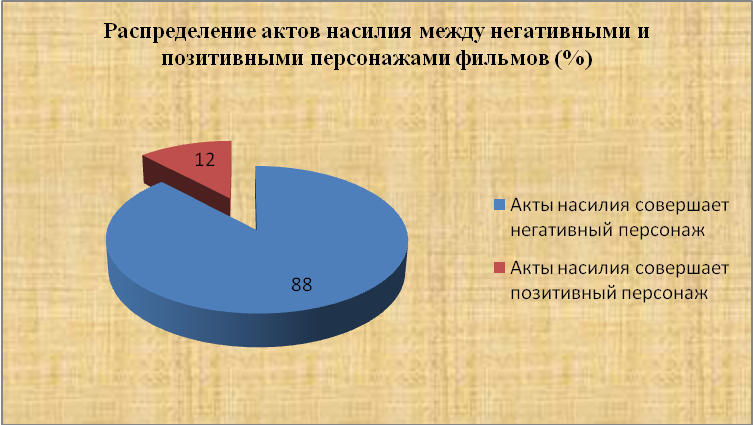 Распределение актов насилия между негативными и
позитивными персонажами фильмов (%)
12
88
Акты насилия совершает
негативный персонаж
Акты насилия совершает
позитивный персонаж